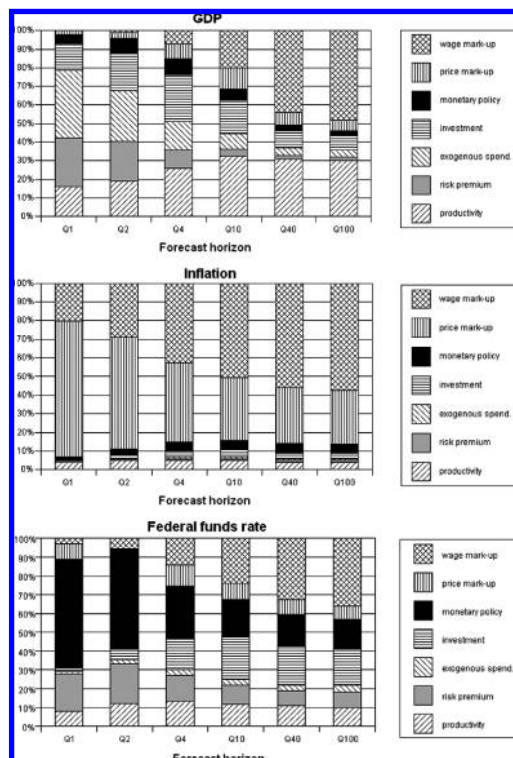 GDP
100%
90%
80%
70%
60%
50%
40%
30%
20%
10%
0%
Q1 Q2 Q4 Q10 Q40 Q100
Forecast horizon
wage mark-up
price mark-up
monetary policy
investment
exogenous spend.
risk premium
productivity
Inflation
100%
90%
80%
70%
60%
50%
40%
30%
20%
10%
0%
Q1 Q2 Q4 Q10 Q40 Q100
Forecast horizon
wage mark-up
price mark-up
monetary policy
investment
exogenous spend.
risk premium
productivity
Federal funds rate
100%
90%
80%
70%
60%
50%
40%
30%
20%
10%
0%
Q1 Q2 Q4 Q10 Q40 Q100
Forecast horizon
wage mark-up
price mark-up
monetary policy
investment
exogenous spend.
risk premium
productivity